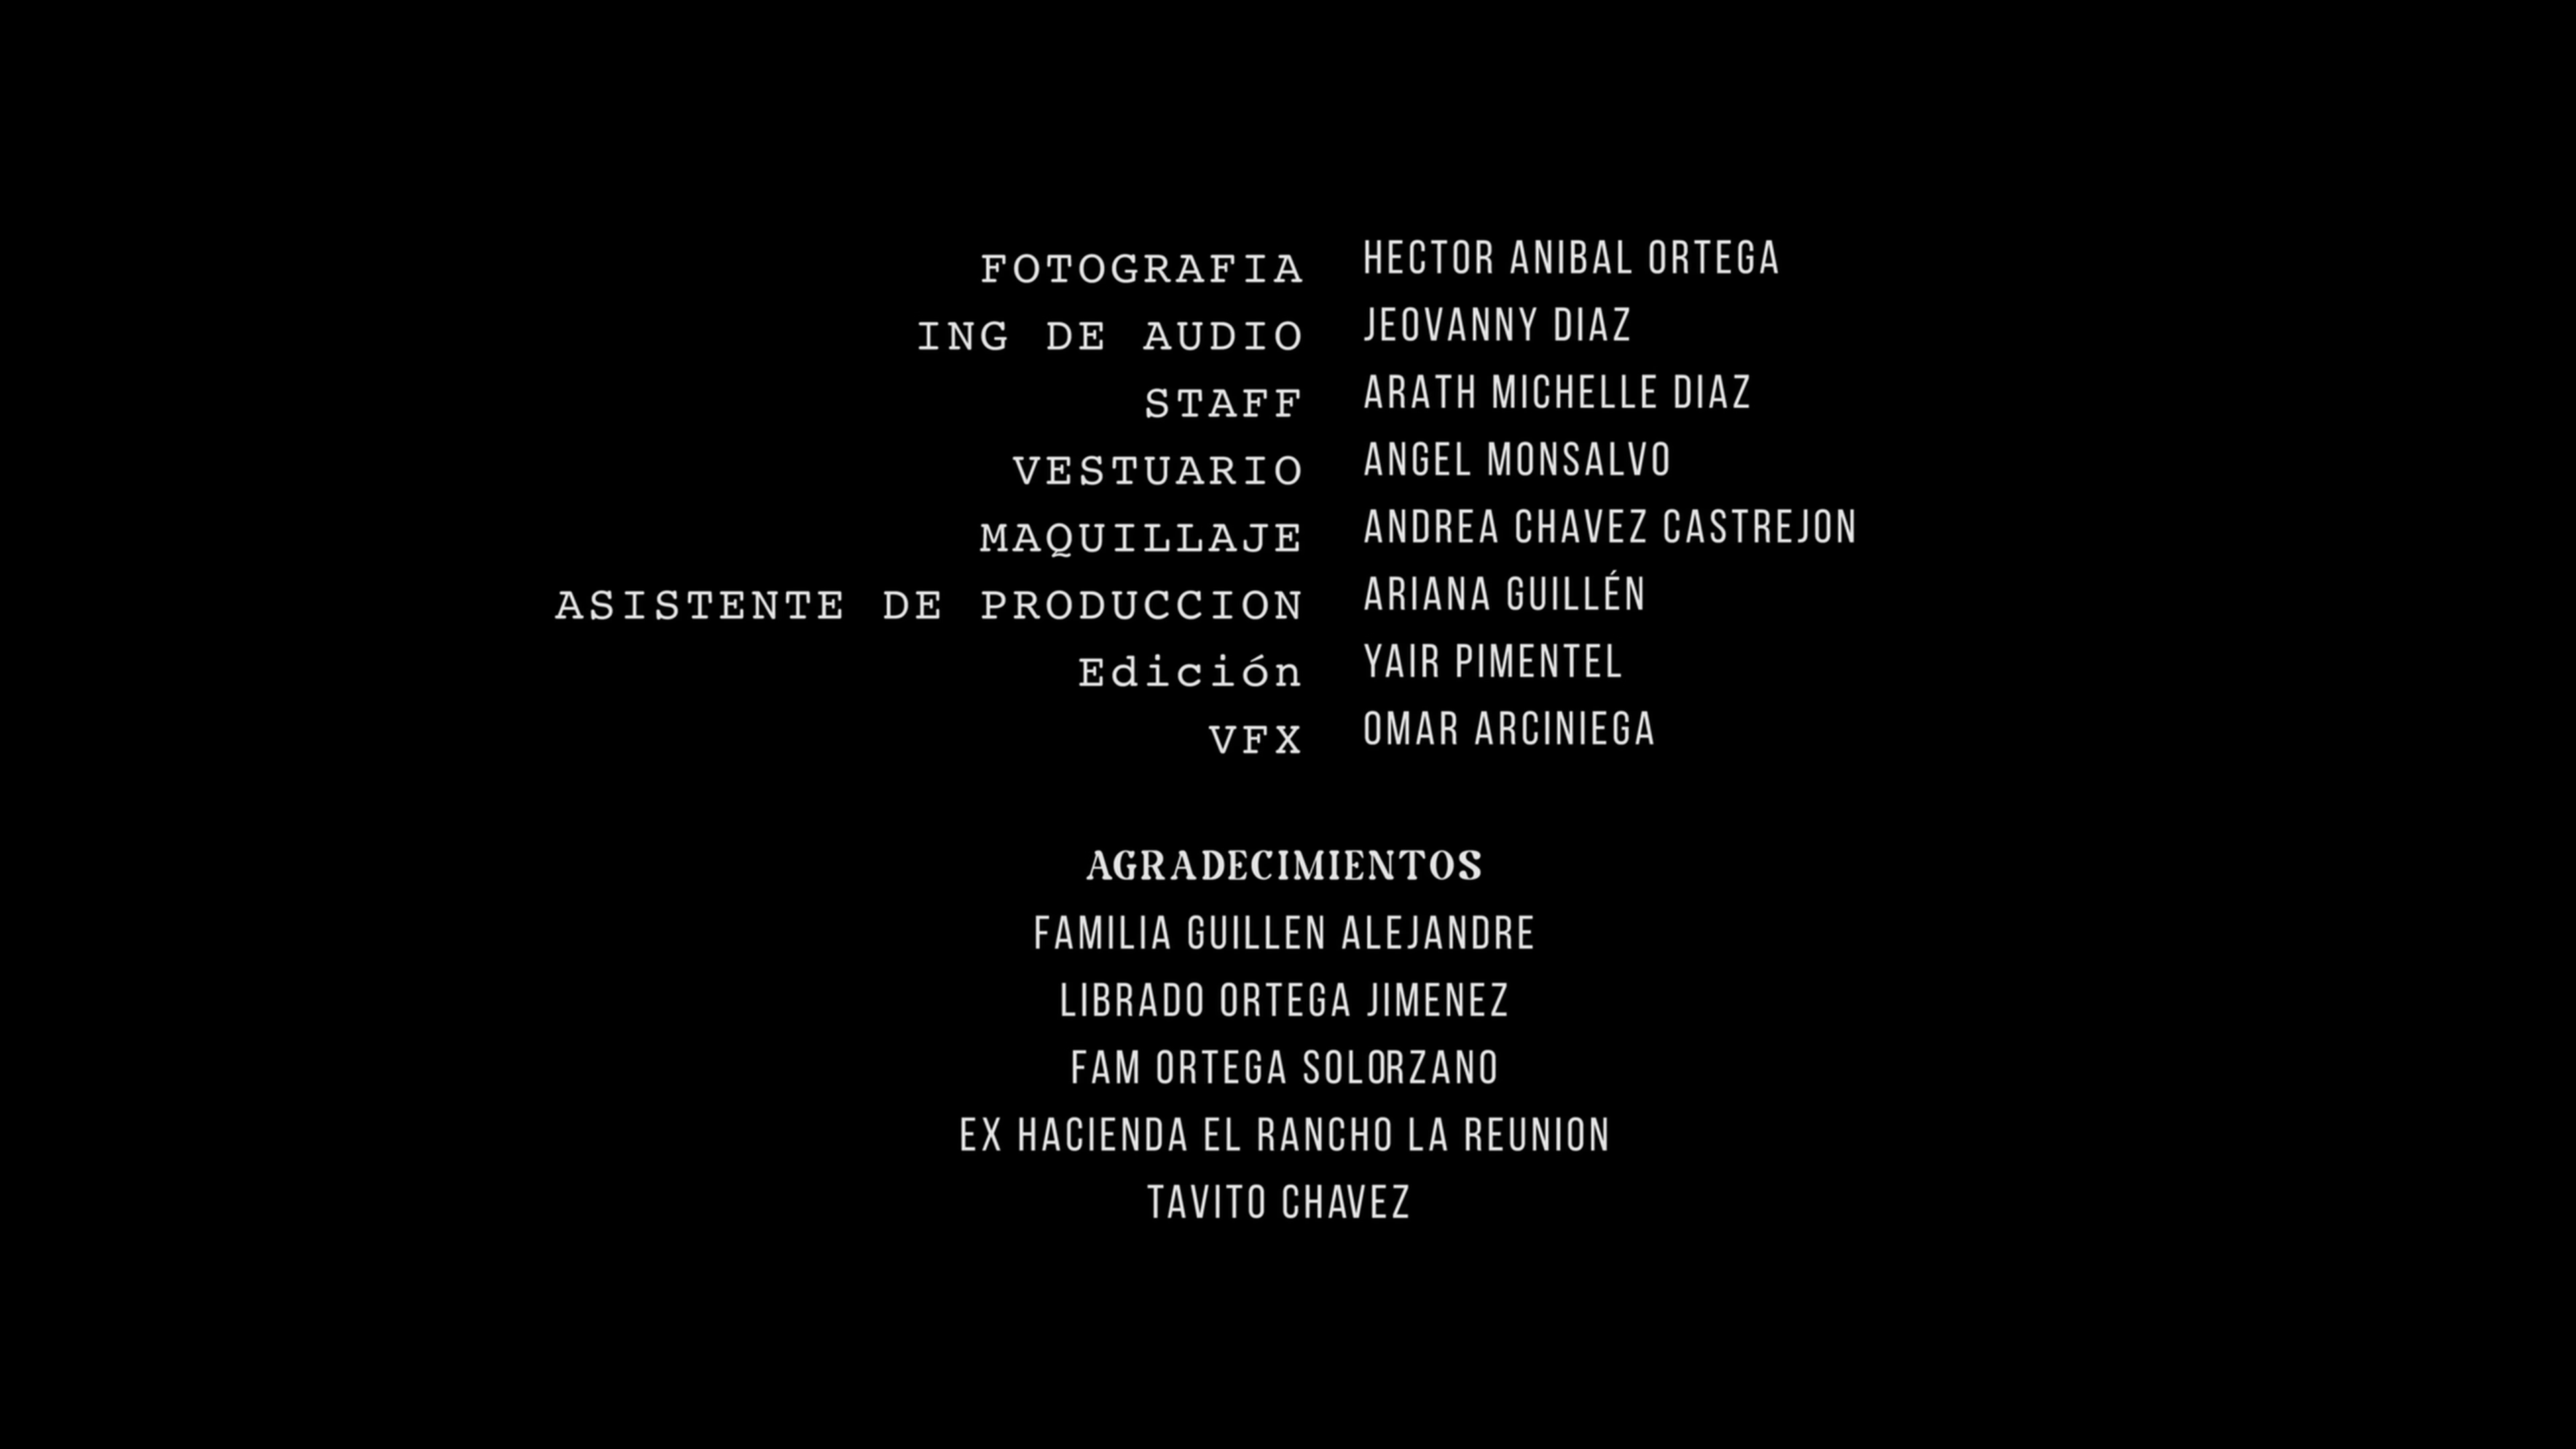 FOTOGRAFIA HECTOR ANIBAL ORTEGA
ING DE AUDIO JEOVANNY DIAZ
STAFF ARATH MICHELLE DIAZ
VESTUARIO ANGEL MONSALVO
MAQUILLAJE ANDREA CHAVEZ CASTREJON
ASISTENTE DE PRODUCCION ARIANA GUILLÉN
Edición YAIR PIMENTEL
VFX OMAR ARCINIEGA
AGRADECIMIENTOS
FAMILIA GUILLEN ALEJANDRE
LIBRADO ORTEGA JIMENEZ
FAM ORTEGA SOLORZANO
EX HACIENDA EL RANCHO LA REUNION
TAVITO CHAVEZ